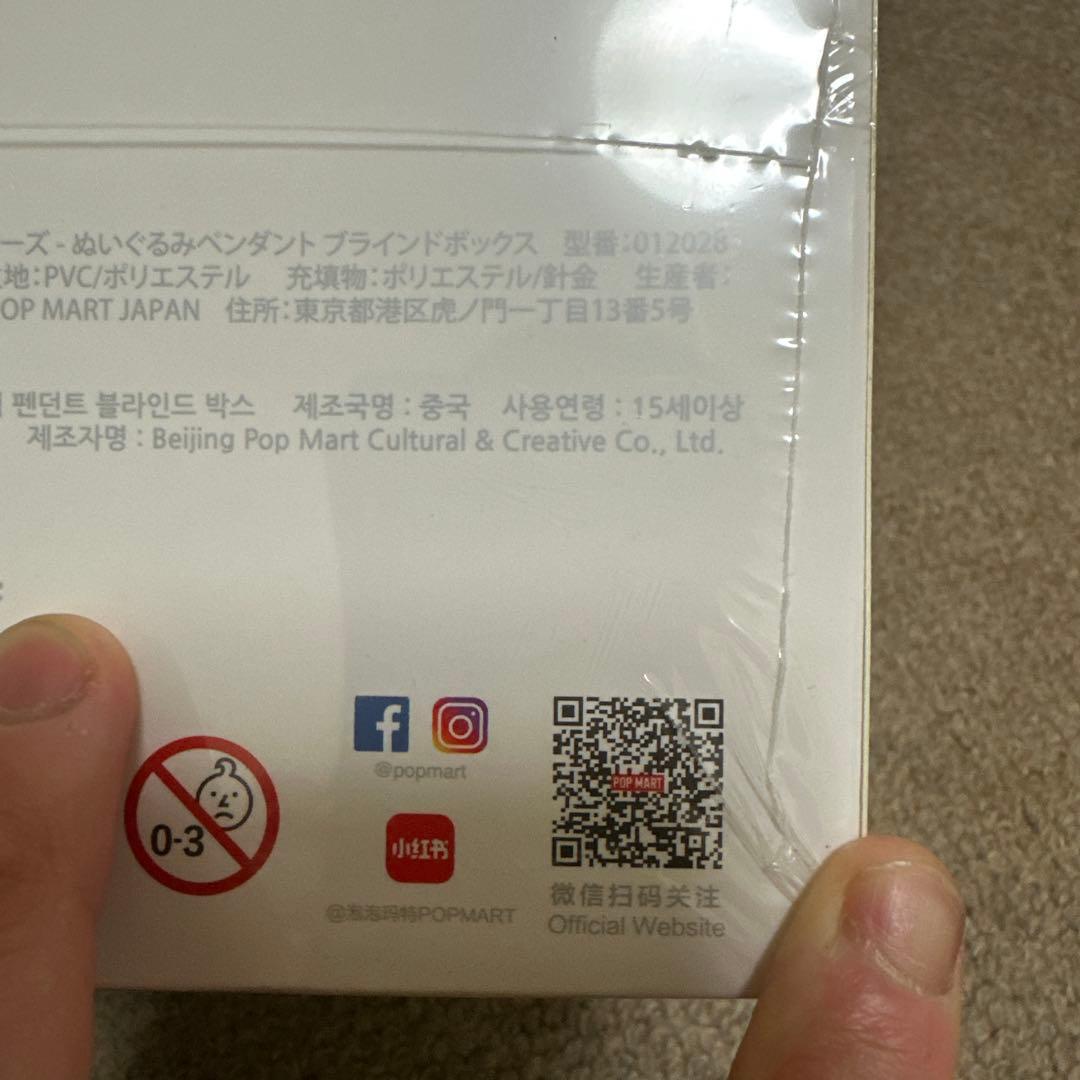 ーズ - ぬいぐるみペンダント ブラインドボックス 型番:012028
地:PVC/ポリエステル 充填物:ポリエステル/針金 生産者:
OP MART JAPAN 住所:東京都港区虎ノ門一丁目13番5号
펜던트 블라인드 박스 제조국명 : 중국 사용연령 : 15세이상
제조자명 : Beijing Pop Mart Cultural & Creative Co., Ltd.
@popmart
0-3
小红书
@泡泡玛特POPMART
POP MART
微信扫码关注
Official Website